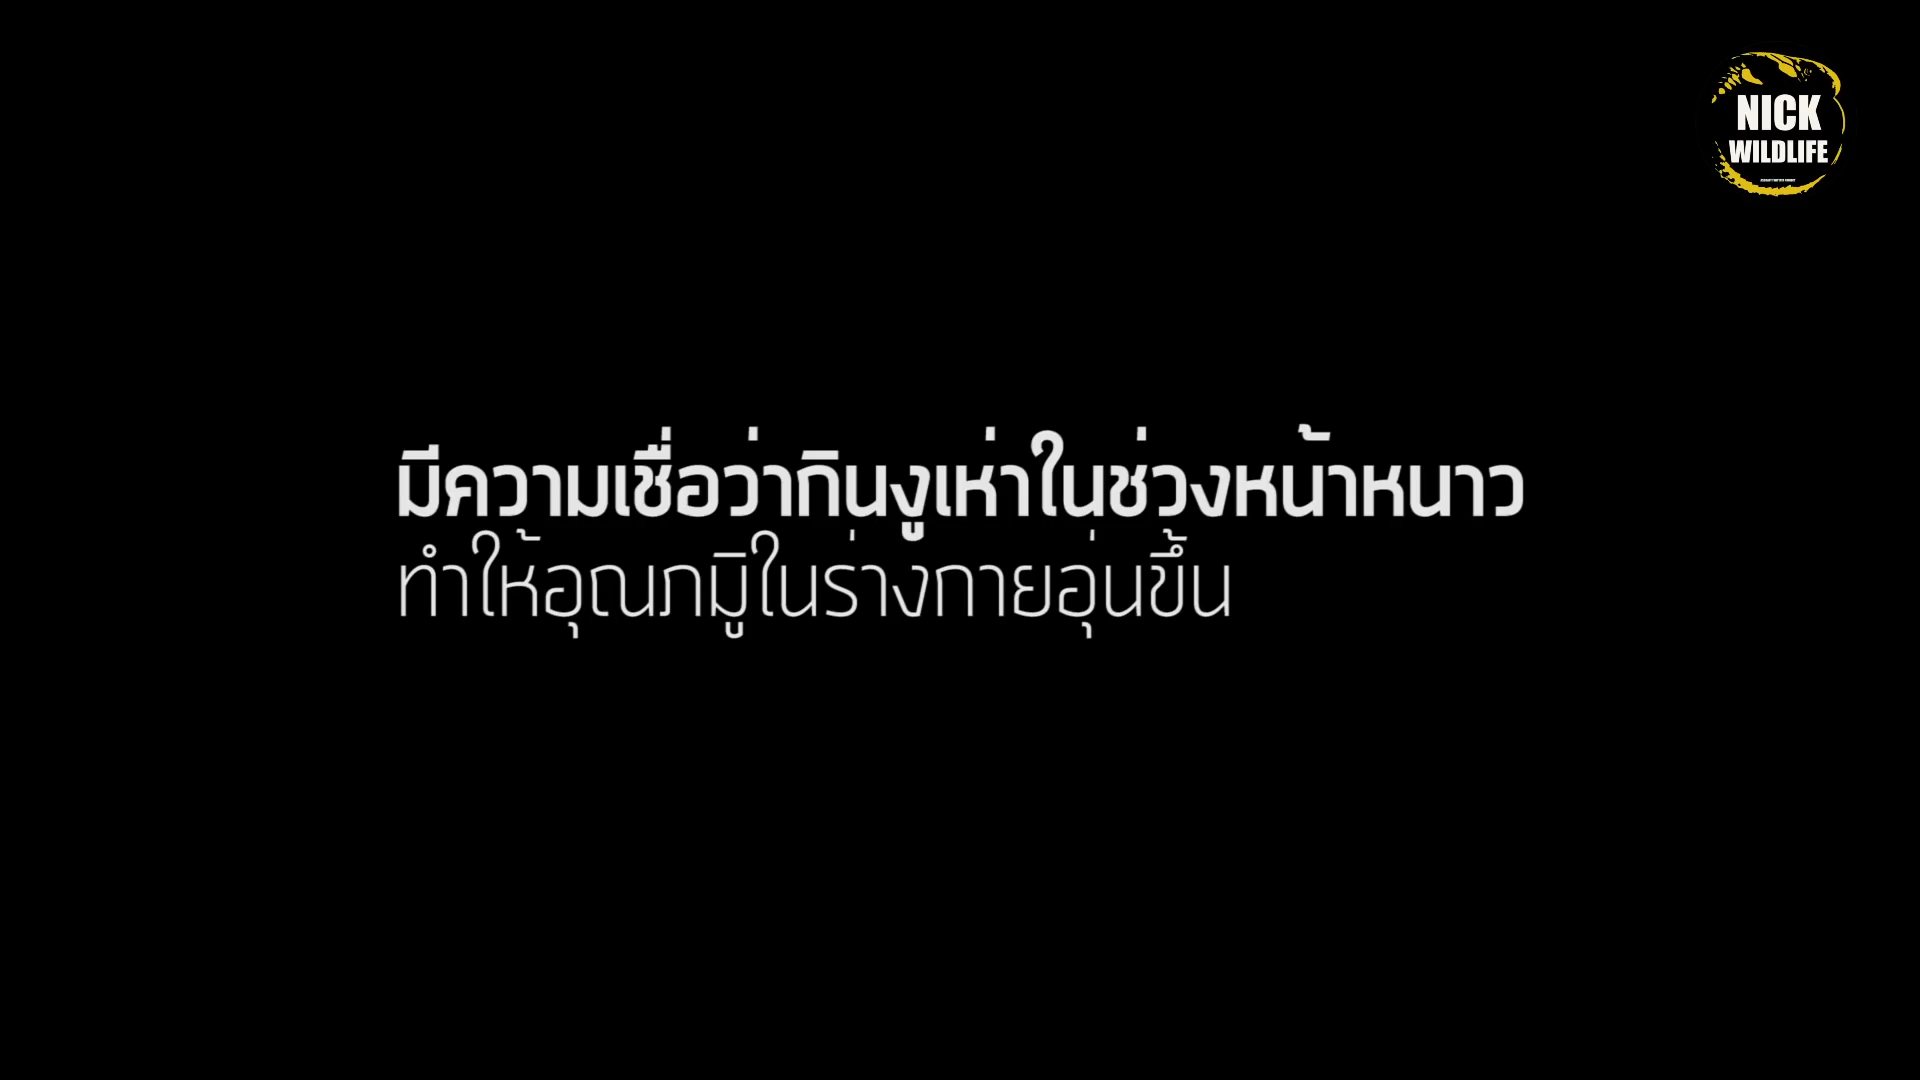 NICK
WILDLIFE
มีความเชื่อว่ากินงูเห่าในช่วงหน้าหนาว
ทำให้อุณภมูิในร่างกายอุ่นขึ้น